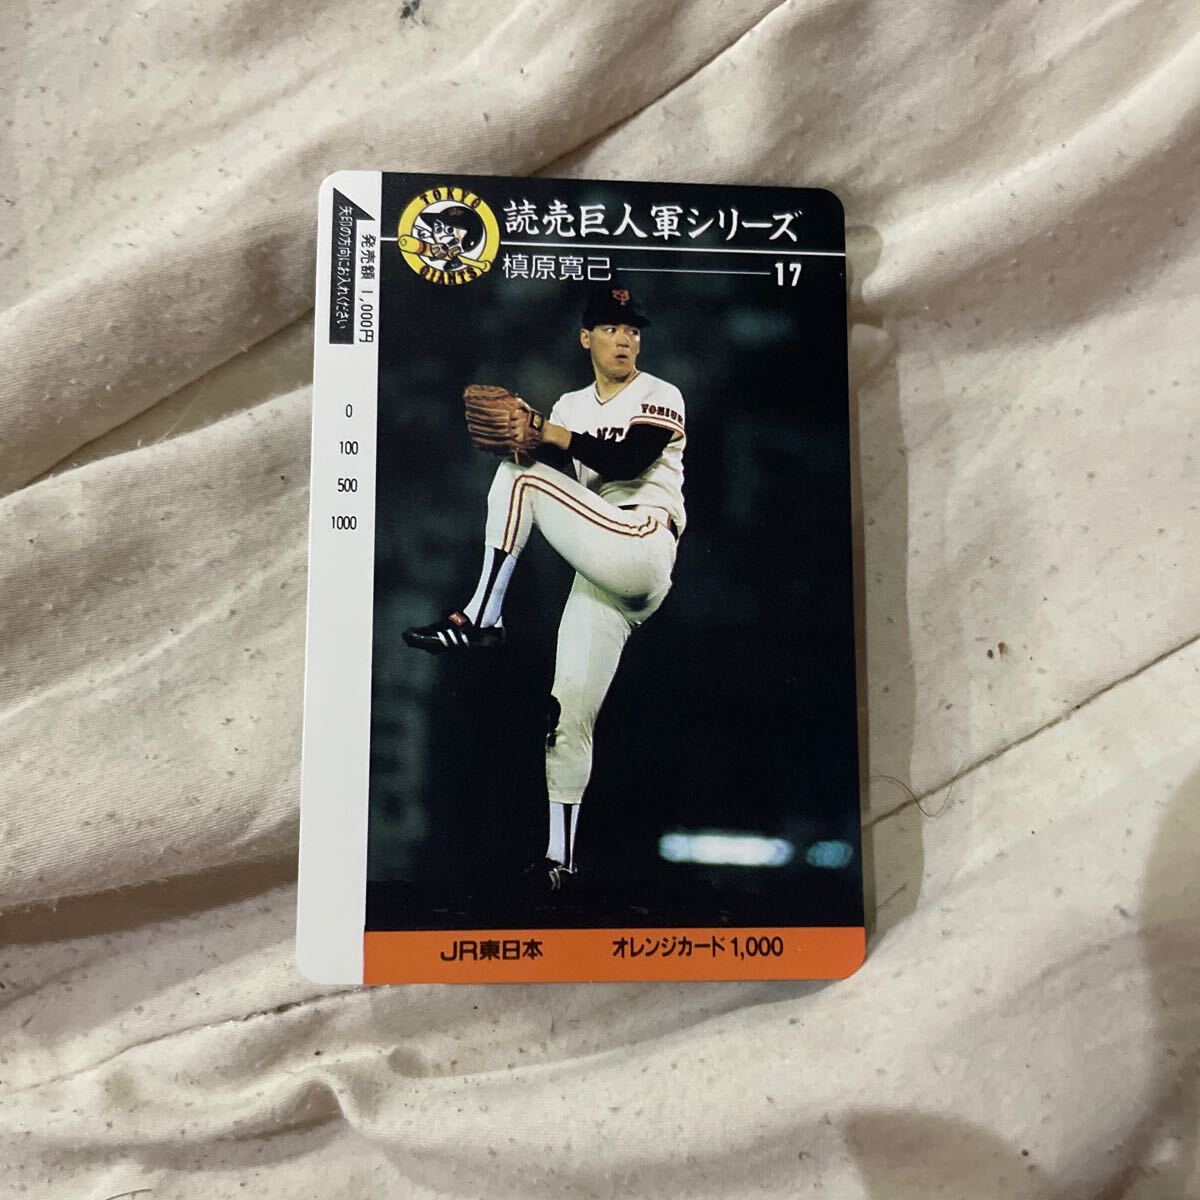 TOKYO
GIANTS
読売巨人軍シリーズ
槙原寛己 17
矢印の方向にお入れください
発売額 1,000円
0
100
500
1000
YOMIUR
NT
JR東日本 オレンジカード1,000